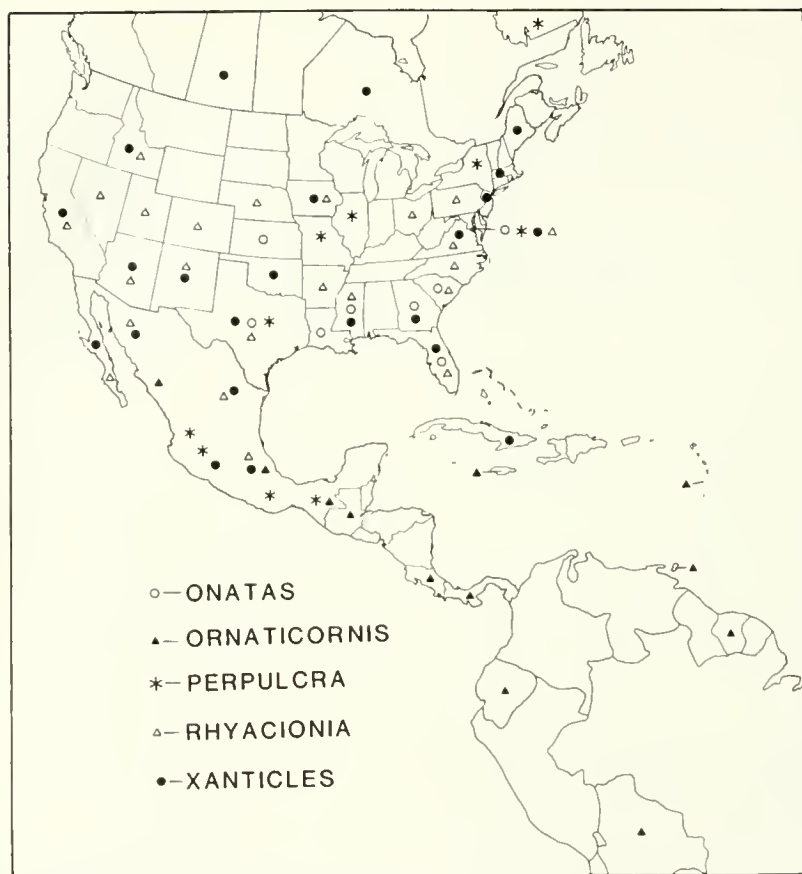 ○—ONATAS
▲—ORNATICORNIS
*—PERPULCRA
△—RHYACIONIA
●—XANTICLES